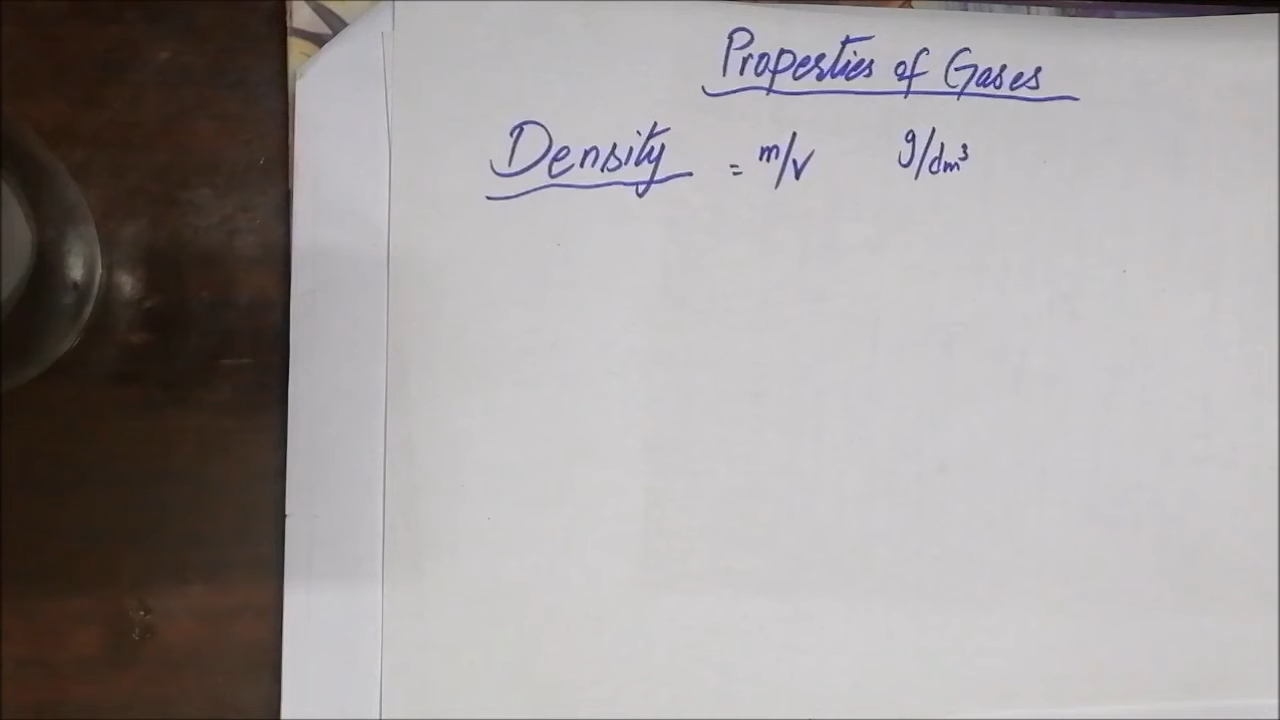 Properties of Gases
Density = m/v g/dm³